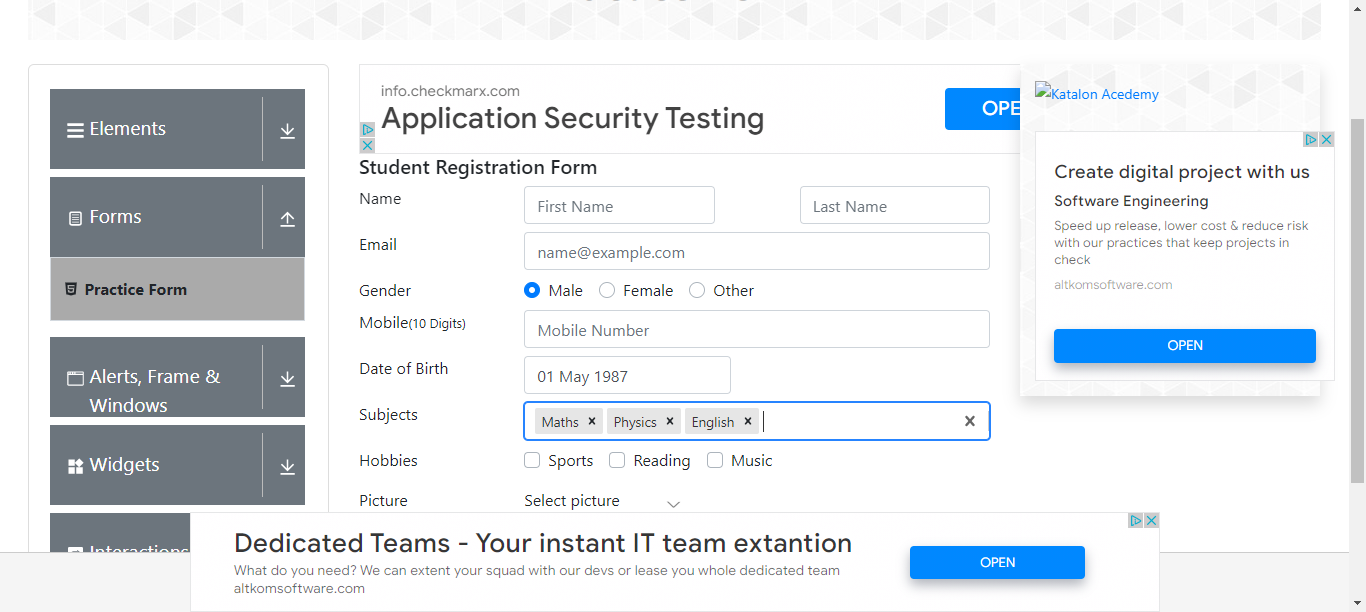 Elements
Forms
Practice Form
Alerts, Frame &
Windows
Widgets
Interactions
info.checkmarx.com
Application Security Testing
OPE
Student Registration Form
Name
First Name
Last Name
Email
name@example.com
Gender
Male
Female
Other
Mobile(10 Digits)
Mobile Number
Date of Birth
01 May 1987
Subjects
Maths
Physics
English
Hobbies
Sports
Reading
Music
Picture
Select picture
Katalon Acedemy
Create digital project with us
Software Engineering
Speed up release, lower cost & reduce risk
with our practices that keep projects in
check
altkomsoftware.com
OPEN
Dedicated Teams - Your instant IT team extantion
What do you need? We can extent your squad with our devs or lease you whole dedicated team
altkomsoftware.com
OPEN